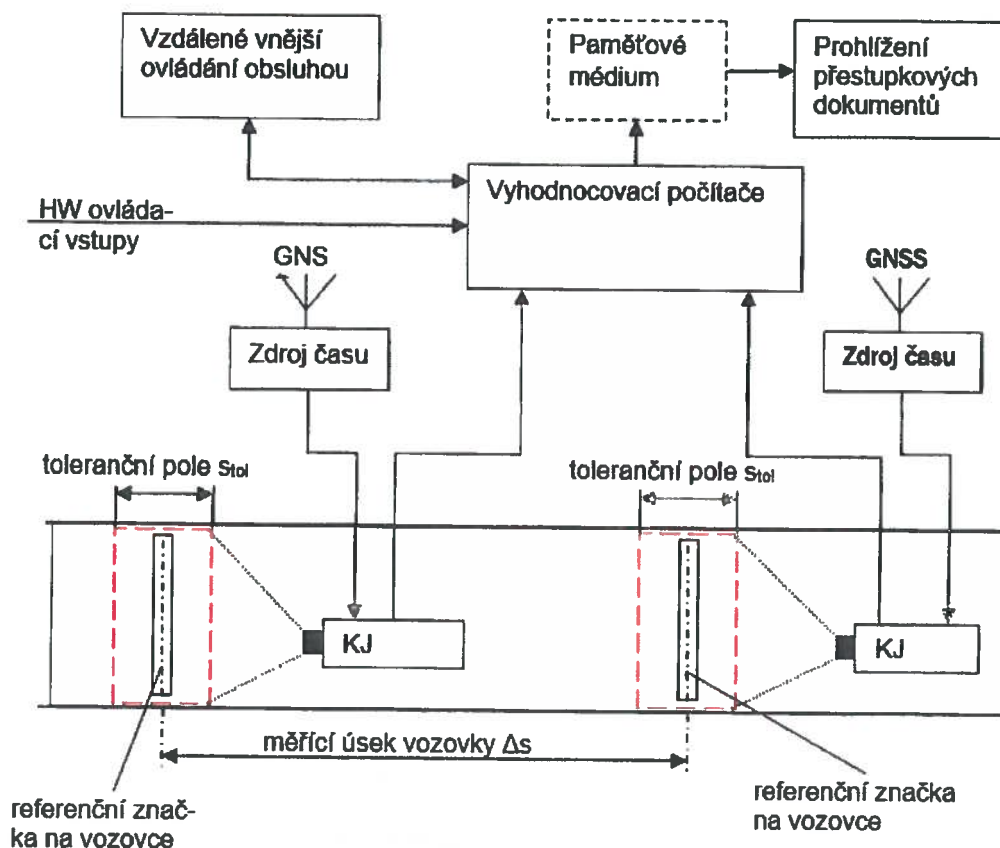 Vzdálené vnější
ovládání obsluhou
Paměťové
médium
Prohlížení
přestupkových
dokumentů
Vyhodnocovací počítače
HW ovláda-
cí vstupy
GNS
GNSS
Zdroj času
Zdroj času
toleranční pole stol
toleranční pole stol
KJ
KJ
měřící úsek vozovky Δs
referenční znač-
ka na vozovce
referenční značka
na vozovce